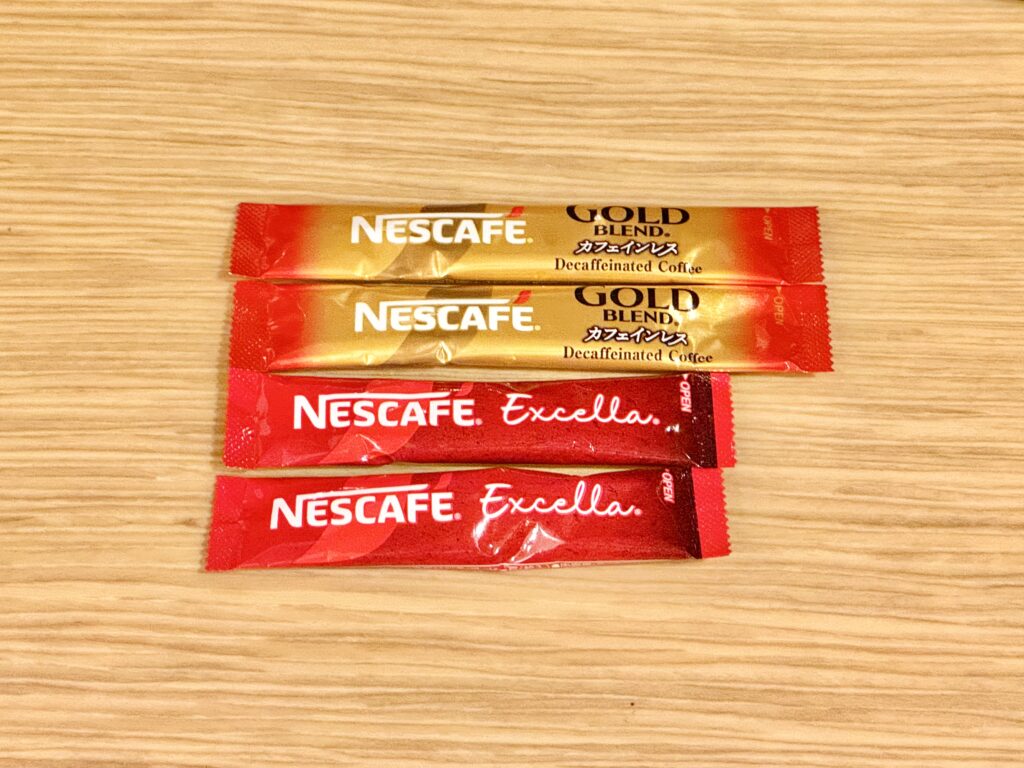 NESCAFÉ®
GOLD
BLEND®
カフェインレス
Decaffeinated Coffee
OPEN
NESCAFÉ®
GOLD
BLEND®
カフェインレス
Decaffeinated Coffee
OPEN
NESCAFÉ® Excella®
OPEN
NESCAFÉ® Excella®
OPEN